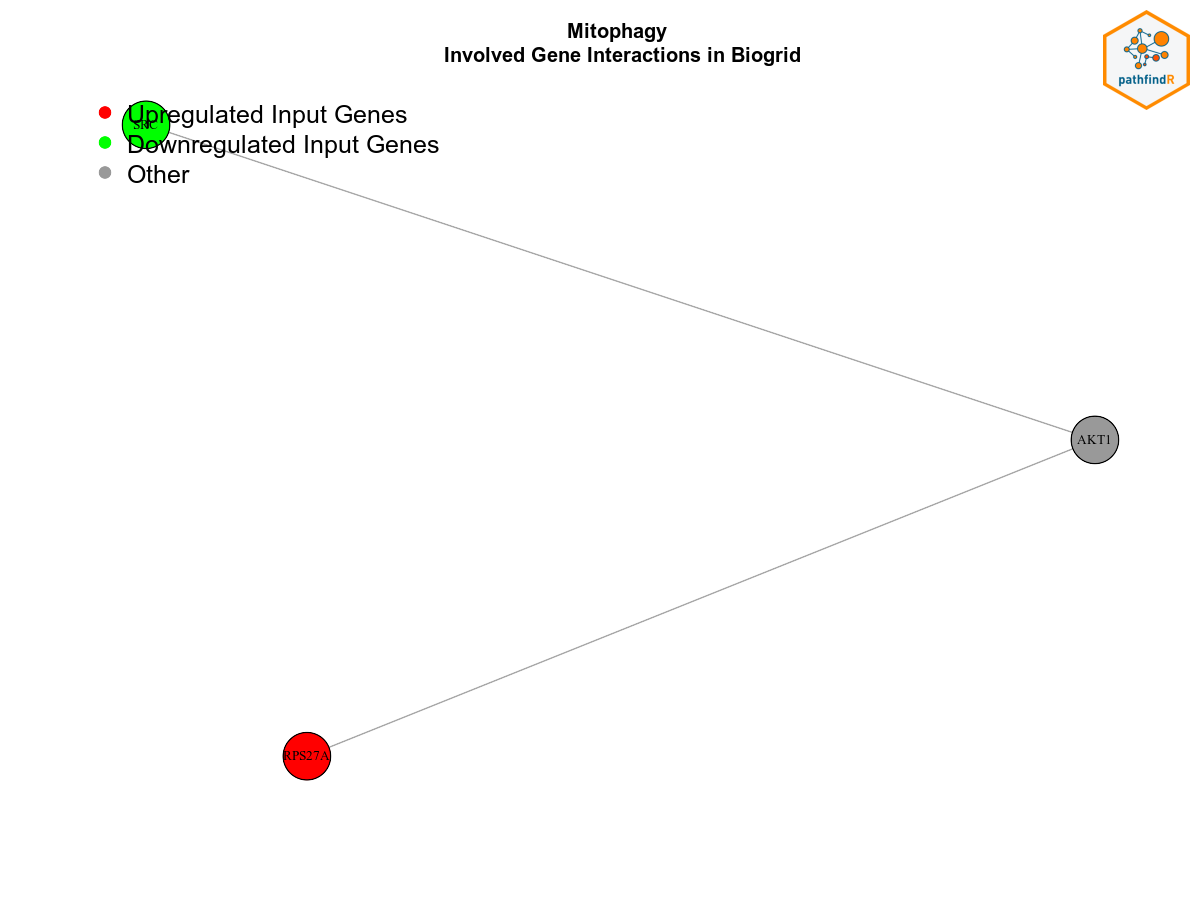 Mitophagy
Involved Gene Interactions in Biogrid
pathfindR
Upregulated Input Genes
SRC
Downregulated Input Genes
Other
AKT1
RPS27A